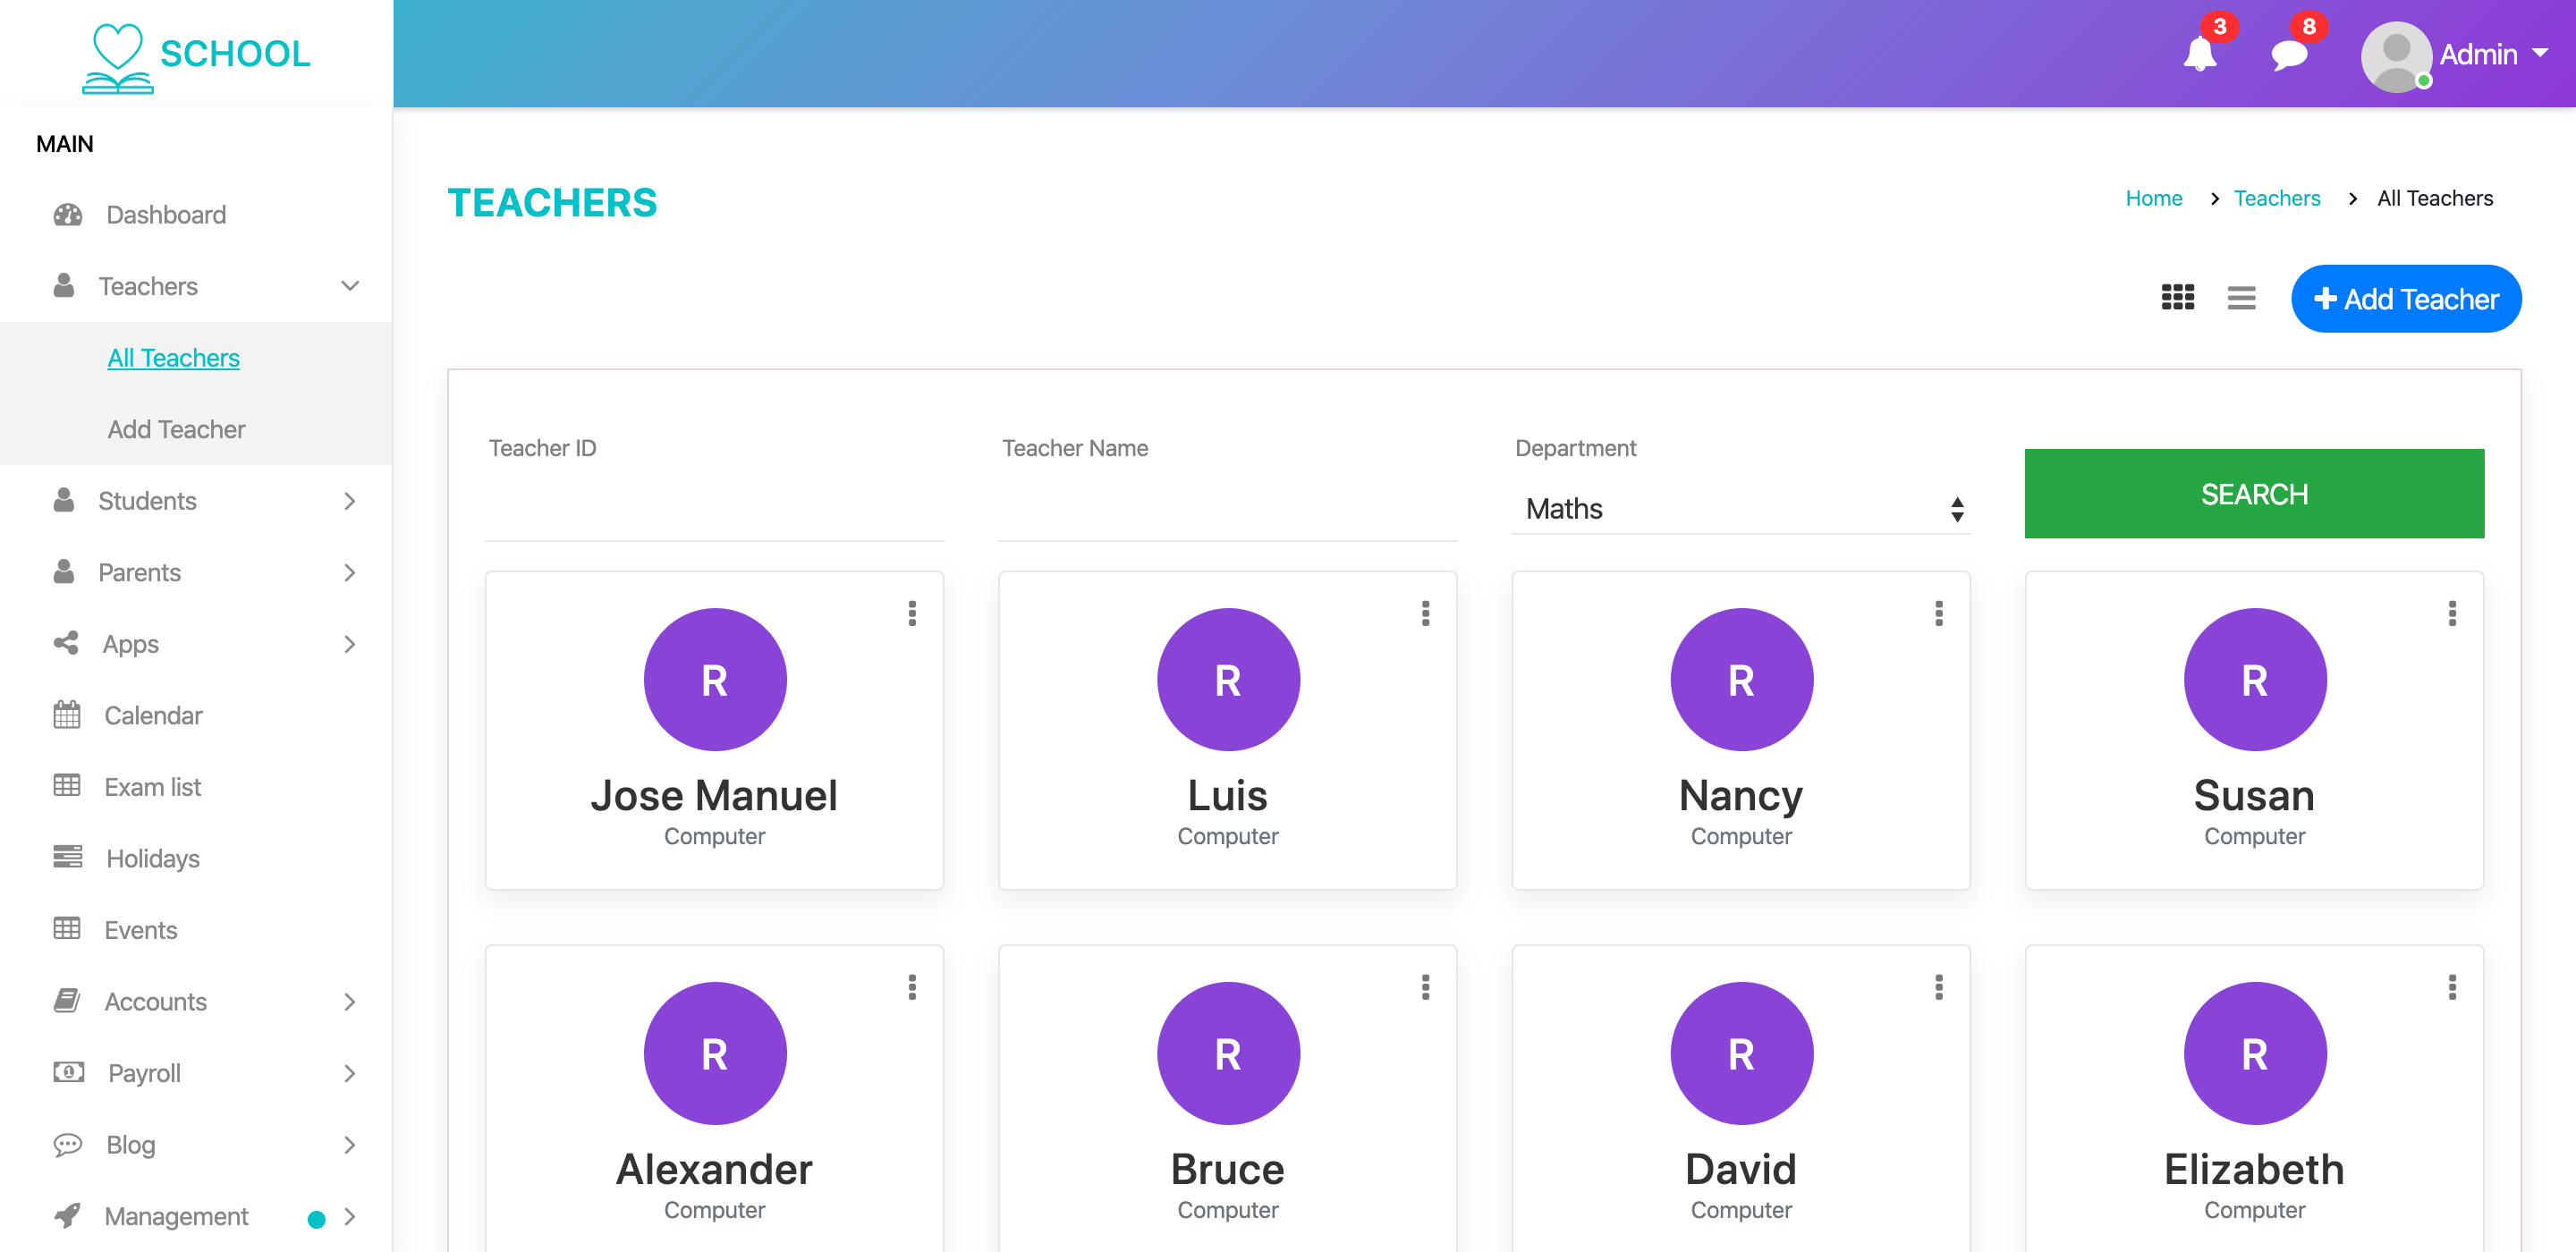 SCHOOL
3
8
Admin
MAIN
Dashboard
Teachers
All Teachers
Add Teacher
Students
Parents
Apps
Calendar
Exam list
Holidays
Events
Accounts
Payroll
Blog
Management
TEACHERS
Home > Teachers > All Teachers
Add Teacher
Teacher ID
Teacher Name
Department
Maths
SEARCH
R
Jose Manuel
Computer
R
Luis
Computer
R
Nancy
Computer
R
Susan
Computer
R
Alexander
Computer
R
Bruce
Computer
R
David
Computer
R
Elizabeth
Computer